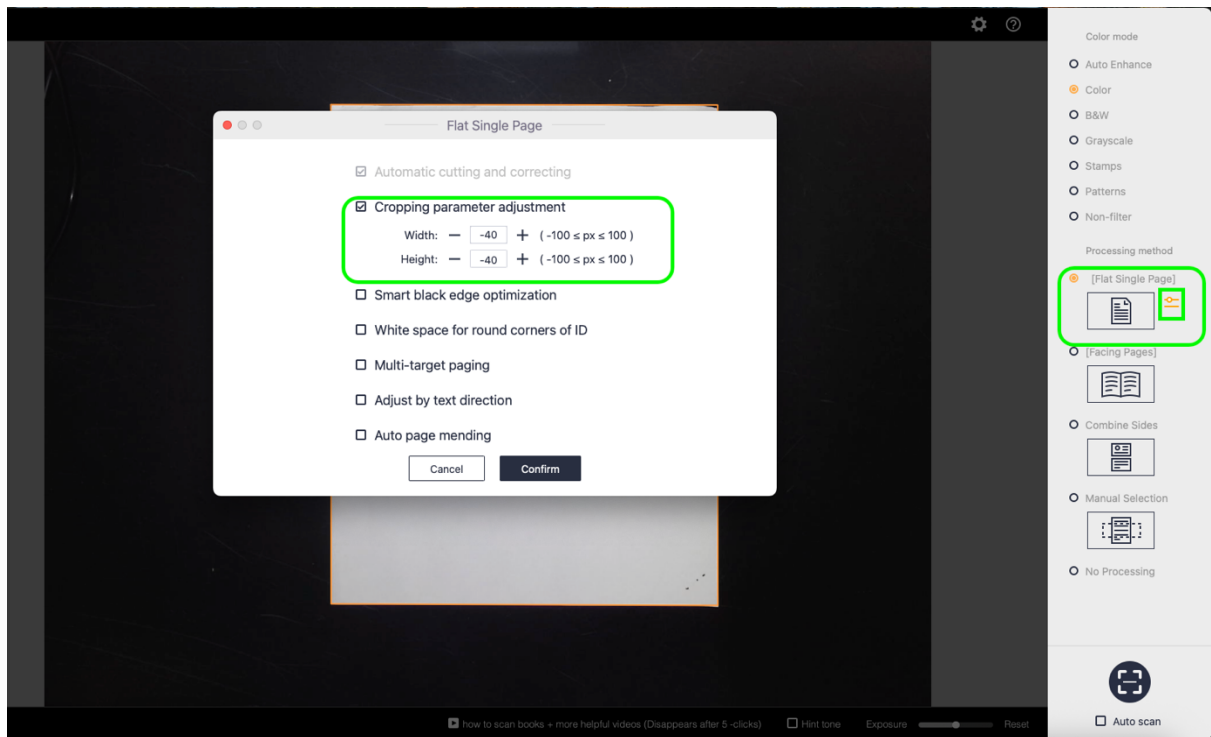 Flat Single Page
Automatic cutting and correcting
Cropping parameter adjustment
Width: — -40 + ( -100 ≤ px ≤ 100 )
Height: — -40 + ( -100 ≤ px ≤ 100 )
Smart black edge optimization
White space for round corners of ID
Multi-target paging
Adjust by text direction
Auto page mending
Cancel Confirm
Color mode
Auto Enhance
Color
B&W
Grayscale
Stamps
Patterns
Non-filter
Processing method
[Flat Single Page]
[Facing Pages]
Combine Sides
Manual Selection
No Processing
how to scan books + more helpful videos (Disappears after 5 -clicks) Hint tone Exposure Reset
Auto scan